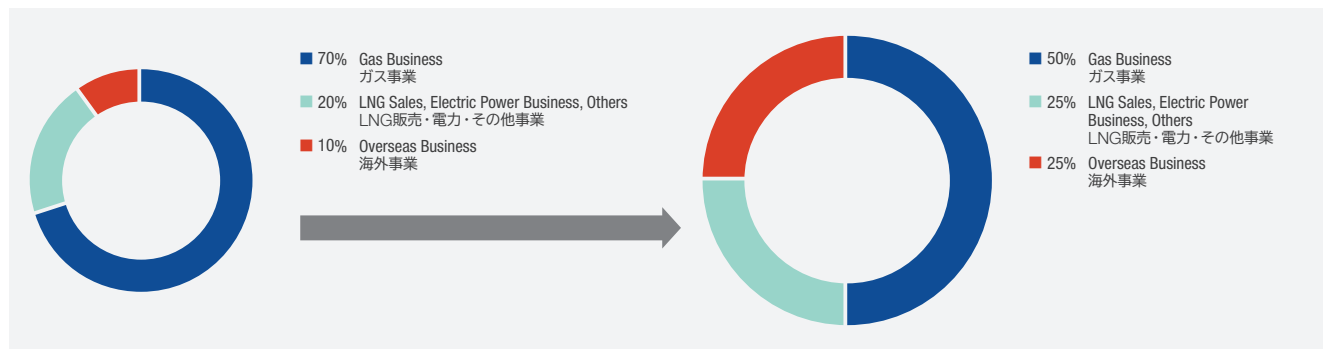 70% Gas Business
ガス事業
20% LNG Sales, Electric Power Business, Others
LNG販売・電力・その他事業
10% Overseas Business
海外事業
50% Gas Business
ガス事業
25% LNG Sales, Electric Power
Business, Others
LNG販売・電力・その他事業
25% Overseas Business
海外事業